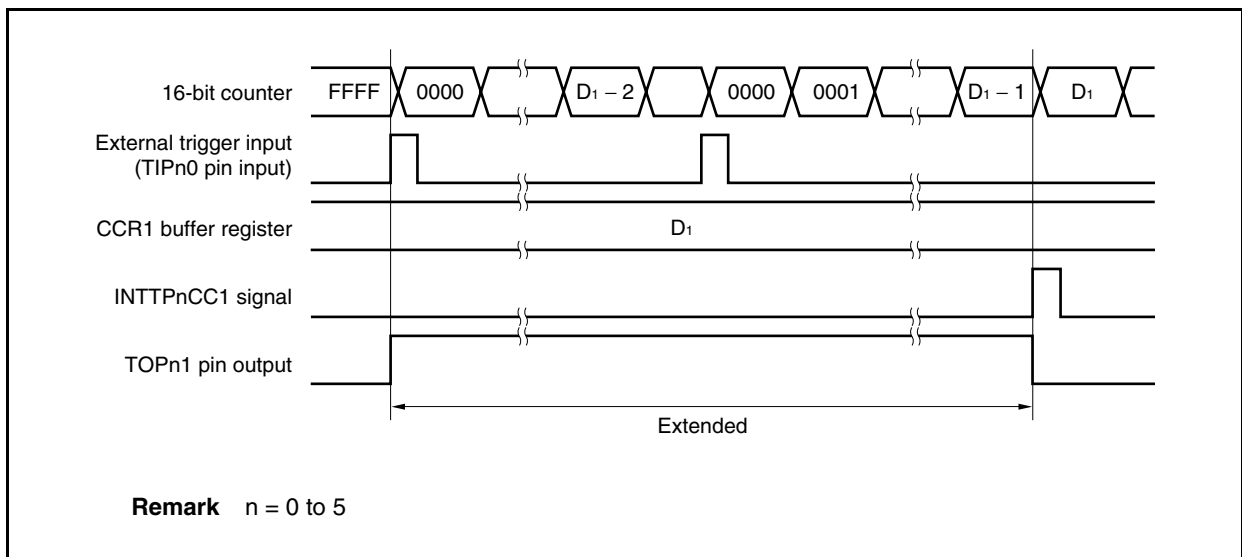 16-bit counter FFFF 0000 D₁ – 2 0000 0001 D₁ – 1 D₁
External trigger input
(TIPn0 pin input)
CCR1 buffer register D₁
INTTPnCC1 signal
TOPn1 pin output
Extended
Remark n = 0 to 5